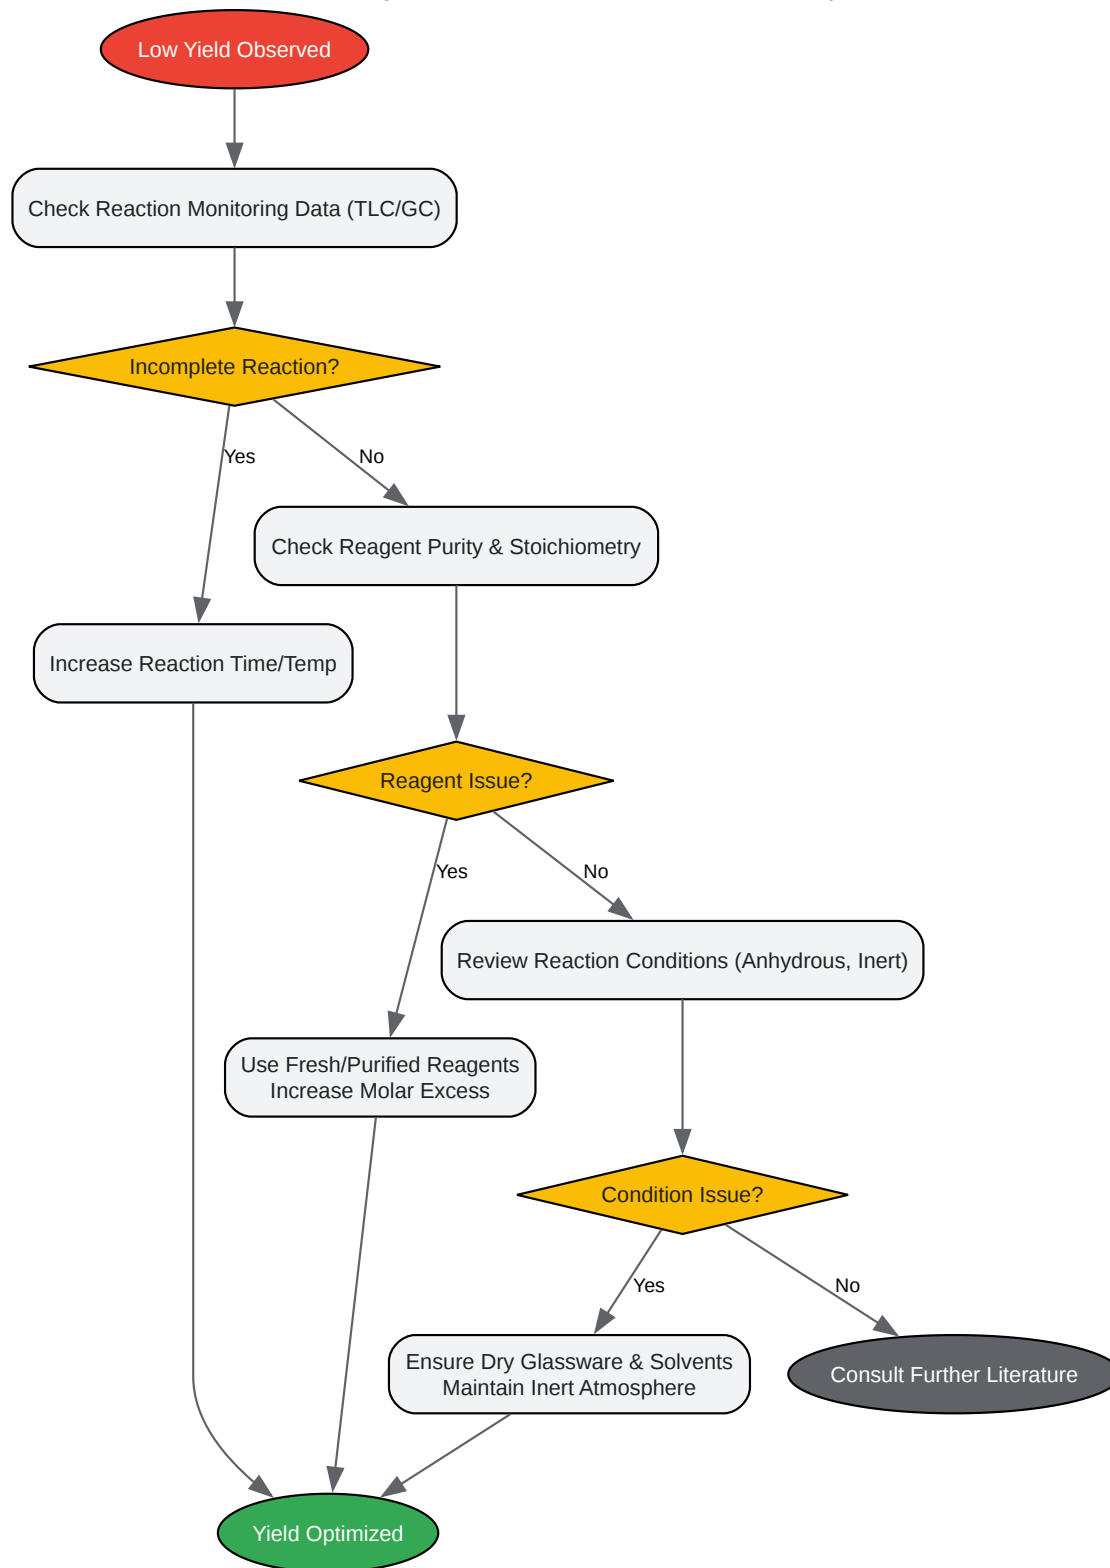 Low Yield Observed
Check Reaction Monitoring Data (TLC/GC)
Incomplete Reaction?
Yes
No
Check Reagent Purity & Stoichiometry
Increase Reaction Time/Temp
Reagent Issue?
Yes
No
Review Reaction Conditions (Anhydrous, Inert)
Use Fresh/Purified Reagents
Increase Molar Excess
Condition Issue?
Yes
No
Ensure Dry Glassware & Solvents
Maintain Inert Atmosphere
Consult Further Literature
Yield Optimized